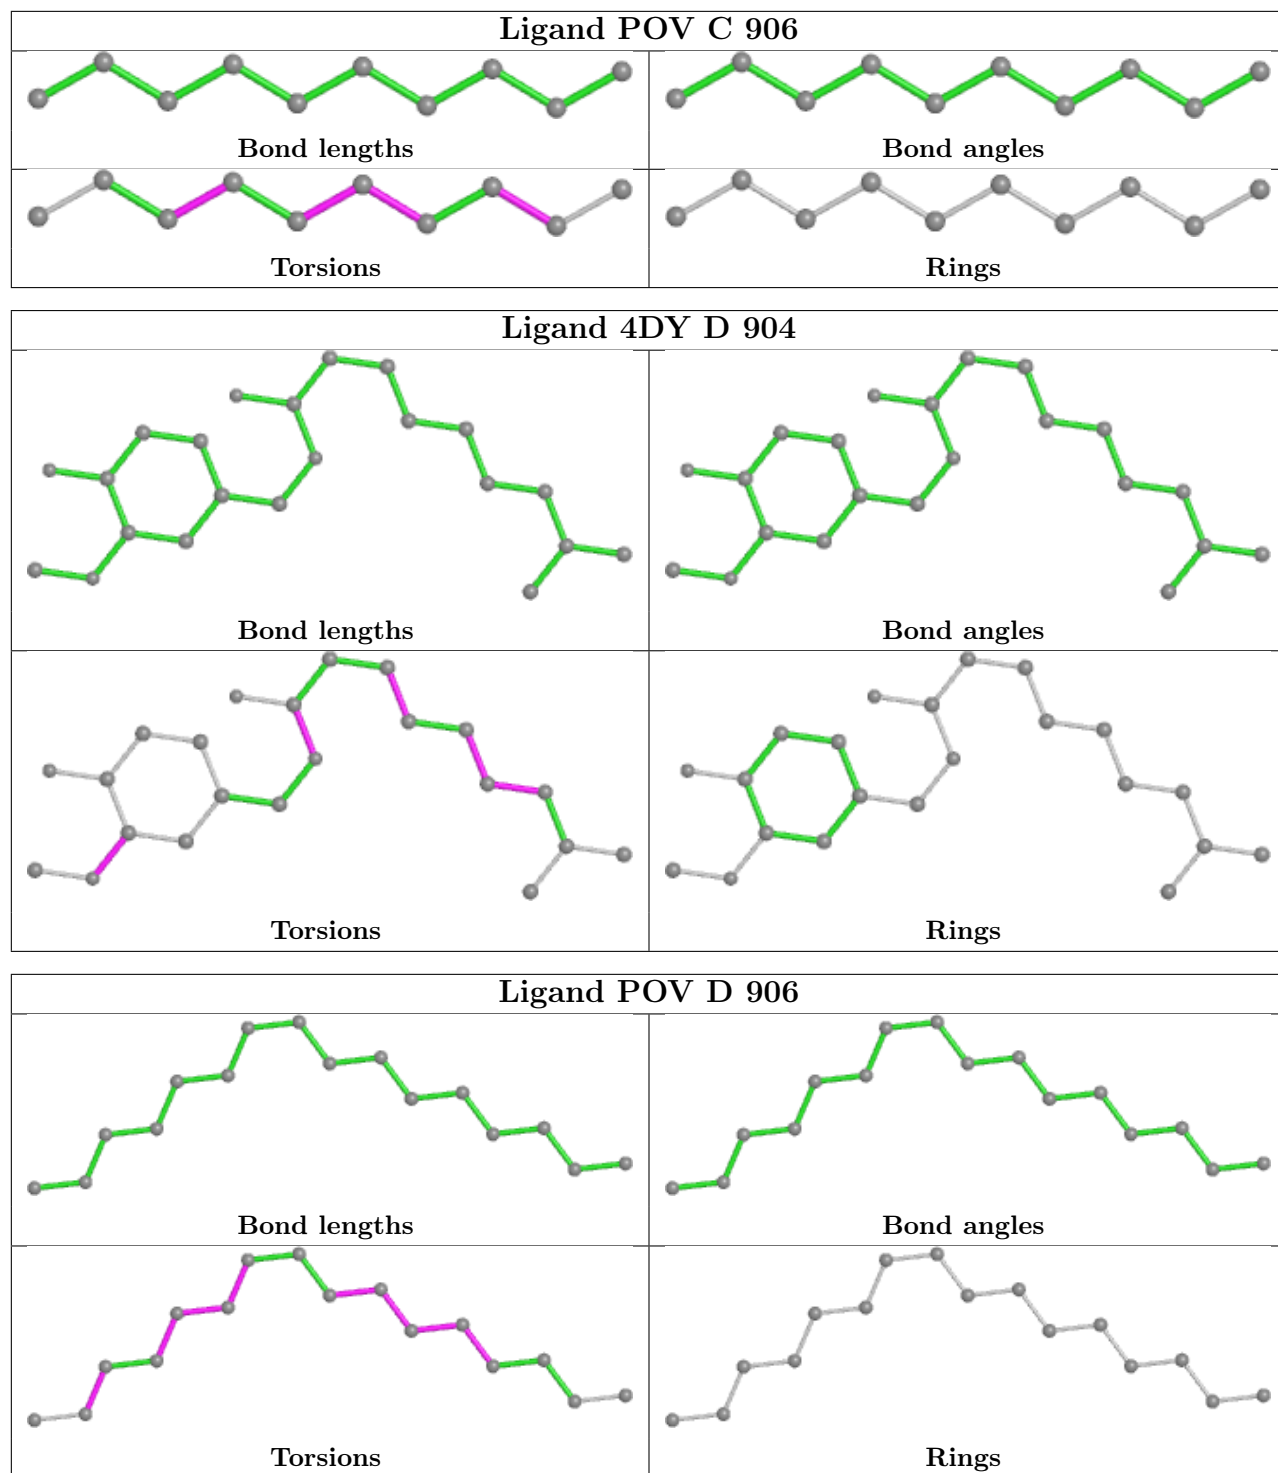 Ligand POV C 906
Bond lengths
Bond angles
Torsions
Rings
Ligand 4DY D 904
Bond lengths
Bond angles
Torsions
Rings
Ligand POV D 906
Bond lengths
Bond angles
Torsions
Rings